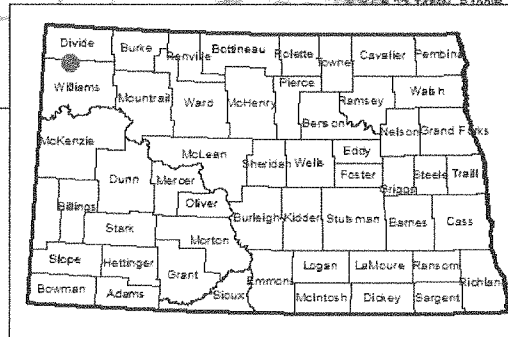 Divide
Burke
Renville
Bottineau
Rolette
Towner
Cavalier
Pembina
Williams
Mountrail
Ward
McHenry
Pierce
Ramsey
Walsh
Benson
Nelson
Grand Forks
McKenzie
McLean
Sheridan
Wells
Eddy
Foster
Griggs
Steele
Traill
Dunn
Mercer
Oliver
Billings
Burleigh
Kidder
Stutsman
Barnes
Cass
Stark
Morton
Slope
Hettinger
Grant
Emmons
Logan
LaMoure
Ransom
Richland
Bowman
Adams
Sioux
McIntosh
Dickey
Sargent